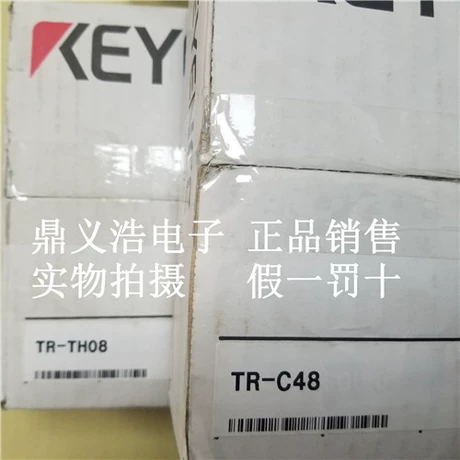 KEY
KEY
鼎义浩电子 正品销售
实物拍摄 假一罚十
TR-TH08
TR-C48